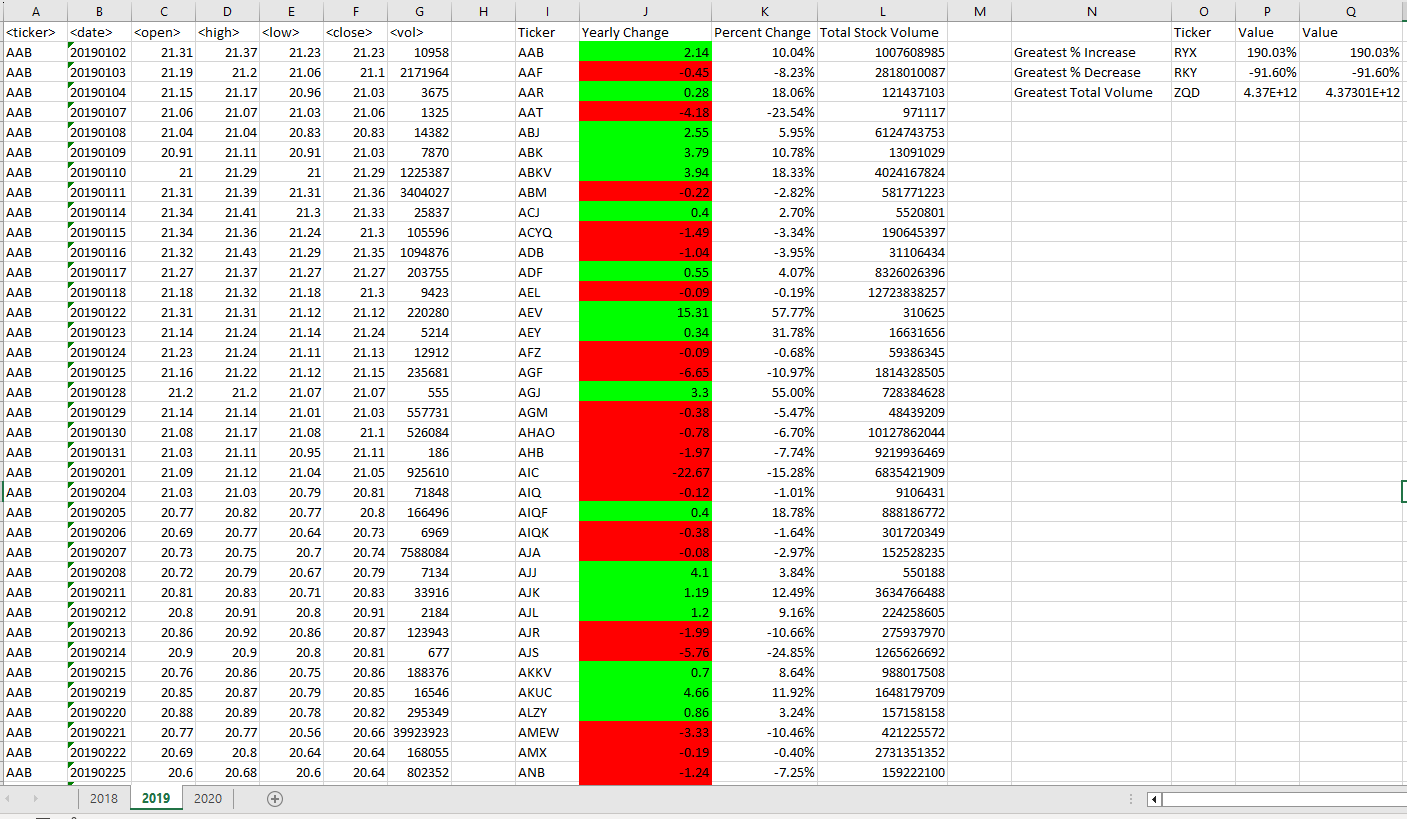 A B C D E F G H I J K L M N O P Q
<ticker> <date> <open> <high> <low> <close> <vol> Ticker Yearly Change Percent Change Total Stock Volume Ticker Value Value
AAB 20190102 21.31 21.37 21.23 21.23 10958 AAB 2.14 10.04% 1007608985 Greatest % Increase RYX 190.03% 190.03%
AAB 20190103 21.19 21.2 21.06 21.1 2171964 AAF -0.45 -8.23% 2818010087 Greatest % Decrease RKY -91.60% -91.60%
AAB 20190104 21.15 21.17 20.96 21.03 3675 AAR 0.28 18.06% 121437103 Greatest Total Volume ZQD 4.37E+12 4.37301E+12
AAB 20190107 21.06 21.07 21.03 21.06 1325 AAT -4.18 -23.54% 971117
AAB 20190108 21.04 21.04 20.83 20.83 14382 ABJ 2.55 5.95% 6124743753
AAB 20190109 20.91 21.11 20.91 21.03 7870 ABK 3.79 10.78% 13091029
AAB 20190110 21 21.29 21 21.29 1225387 ABKV 3.94 18.33% 4024167824
AAB 20190111 21.31 21.39 21.31 21.36 3404027 ABM -0.22 -2.82% 581771223
AAB 20190114 21.34 21.41 21.3 21.33 25837 ACJ 0.4 2.70% 5520801
AAB 20190115 21.34 21.36 21.24 21.3 105596 ACYQ -1.49 -3.34% 190645397
AAB 20190116 21.32 21.43 21.29 21.35 1094876 ADB -1.04 -3.95% 31106434
AAB 20190117 21.27 21.37 21.27 21.27 203755 ADF 0.55 4.07% 8326026396
AAB 20190118 21.18 21.32 21.18 21.3 9423 AEL -0.09 -0.19% 12723838257
AAB 20190122 21.31 21.31 21.12 21.12 220280 AEV 15.31 57.77% 310625
AAB 20190123 21.14 21.24 21.14 21.24 5214 AEY 0.34 31.78% 16631656
AAB 20190124 21.23 21.24 21.11 21.13 12912 AFZ -0.09 -0.68% 59386345
AAB 20190125 21.16 21.22 21.12 21.15 235681 AGF -6.65 -10.97% 1814328505
AAB 20190128 21.2 21.2 21.07 21.07 555 AGJ 3.3 55.00% 728384628
AAB 20190129 21.14 21.14 21.01 21.03 557731 AGM -0.38 -5.47% 48439209
AAB 20190130 21.08 21.17 21.08 21.1 526084 AHAO -0.78 -6.70% 10127862044
AAB 20190131 21.03 21.11 20.95 21.11 186 AHB -1.97 -7.74% 9219936469
AAB 20190201 21.09 21.12 21.04 21.05 925610 AIC -22.67 -15.28% 6835421909
AAB 20190204 21.03 21.03 20.79 20.81 71848 AIQ -0.12 -1.01% 9106431
AAB 20190205 20.77 20.82 20.77 20.8 166496 AIQF 0.4 18.78% 888186772
AAB 20190206 20.69 20.77 20.64 20.73 6969 AIQK -0.38 -1.64% 301720349
AAB 20190207 20.73 20.75 20.7 20.74 7588084 AJA -0.08 -2.97% 152528235
AAB 20190208 20.72 20.79 20.67 20.79 7134 AJJ 4.1 3.84% 550188
AAB 20190211 20.81 20.83 20.71 20.83 33916 AJK 1.19 12.49% 3634766488
AAB 20190212 20.8 20.91 20.8 20.91 2184 AJL 1.2 9.16% 224258605
AAB 20190213 20.86 20.92 20.86 20.87 123943 AJR -1.99 -10.66% 275937970
AAB 20190214 20.9 20.9 20.8 20.81 677 AJS -5.76 -24.85% 1265626692
AAB 20190215 20.76 20.86 20.75 20.86 188376 AKKV 0.7 8.64% 988017508
AAB 20190219 20.85 20.87 20.79 20.85 16546 AKUC 4.66 11.92% 1648179709
AAB 20190220 20.88 20.89 20.78 20.82 295349 ALZY 0.86 3.24% 157158158
AAB 20190221 20.77 20.77 20.56 20.66 39923923 AMEW -3.33 -10.46% 421225572
AAB 20190222 20.69 20.8 20.64 20.64 168055 AMX -0.19 -0.40% 2731351352
AAB 20190225 20.6 20.68 20.6 20.64 802352 ANB -1.24 -7.25% 159222100
2018 2019 2020